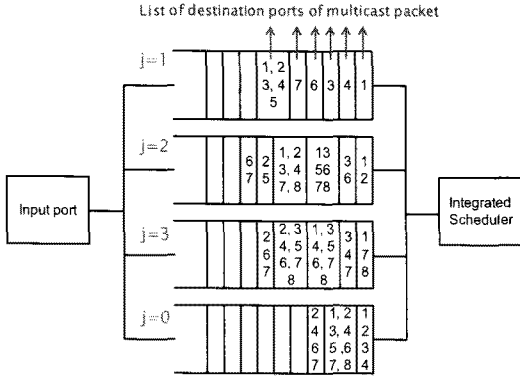 List of destination ports of multicast packet
j=1
1, 2 3, 4 5
7
6
3
4
1
j=2
6 7
2 5
1, 2 3, 4 7, 8
13 56 78
3 6
1 2
Input port
Integrated Scheduler
j=3
2 6 7
2, 3 4, 5 6, 7 8
1, 3 4, 5 6, 7 8
3 4 7
1 7 8
j=0
2 4 6 7
1, 2 3, 4 5 ,6 7, 8
1 2 3 4